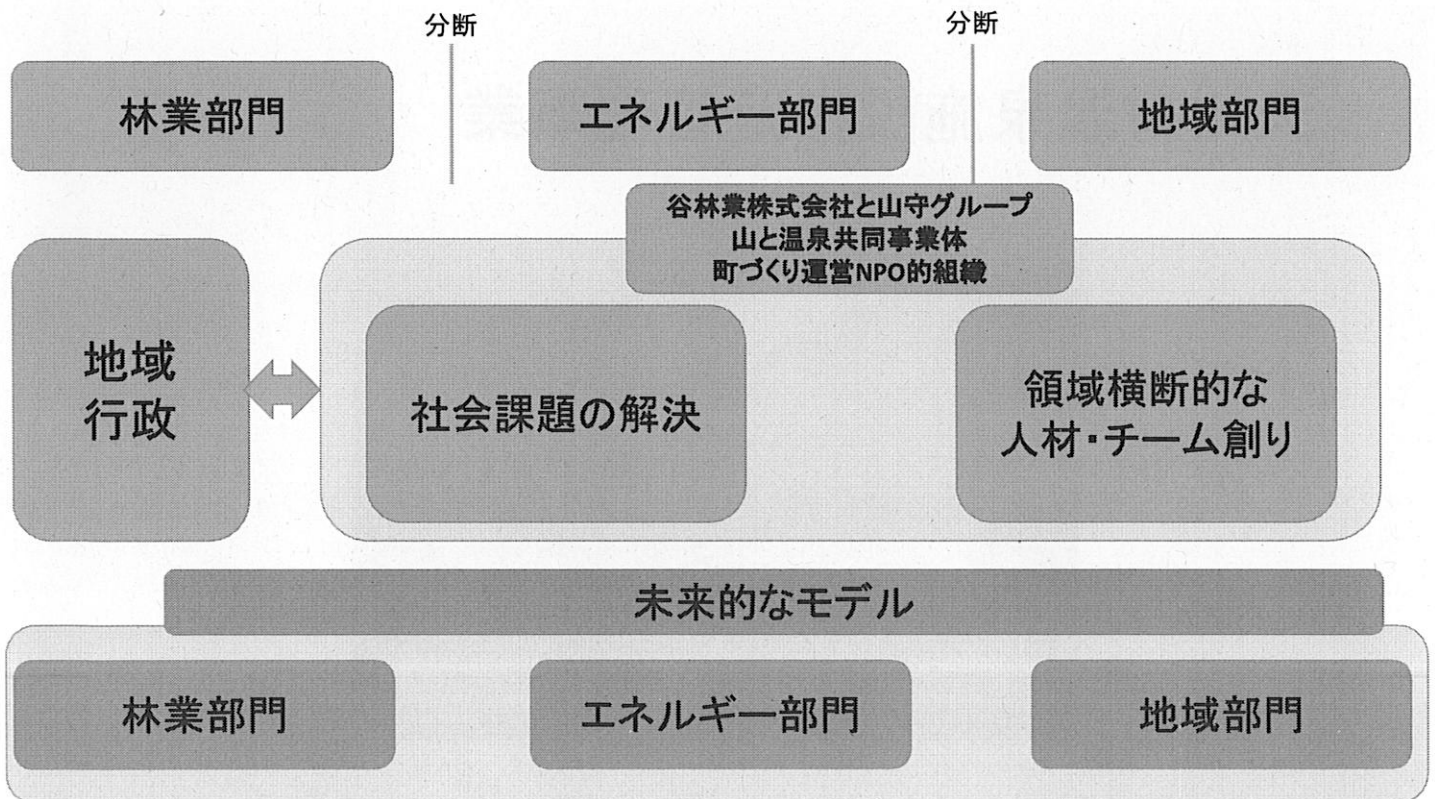 分断
分断
林業部門
エネルギー部門
地域部門
谷林業株式会社と山守グループ
山と温泉共同事業体
町づくり運営NPO的組織
地域
行政
社会課題の解決
領域横断的な
人材・チーム創り
未来的なモデル
林業部門
エネルギー部門
地域部門